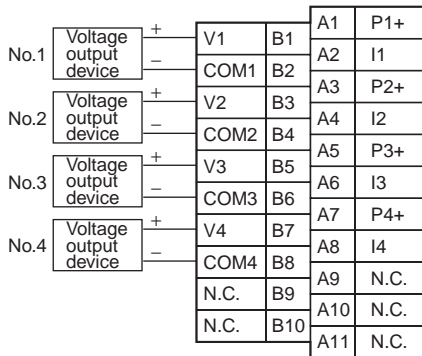 A1 P1+
No.1 Voltage output device + V1 B1
A2 I1
− COM1 B2
A3 P2+
No.2 Voltage output device + V2 B3
A4 I2
− COM2 B4
A5 P3+
No.3 Voltage output device + V3 B5
A6 I3
− COM3 B6
A7 P4+
No.4 Voltage output device + V4 B7
A8 I4
− COM4 B8
A9 N.C.
N.C. B9
A10 N.C.
N.C. B10
A11 N.C.